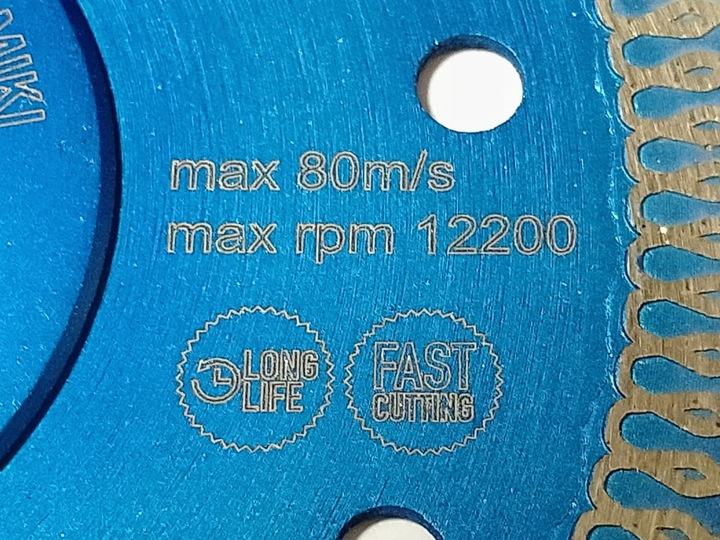 max 80m/s
max rpm 12200
LONG
LIFE
FAST
CUTTING